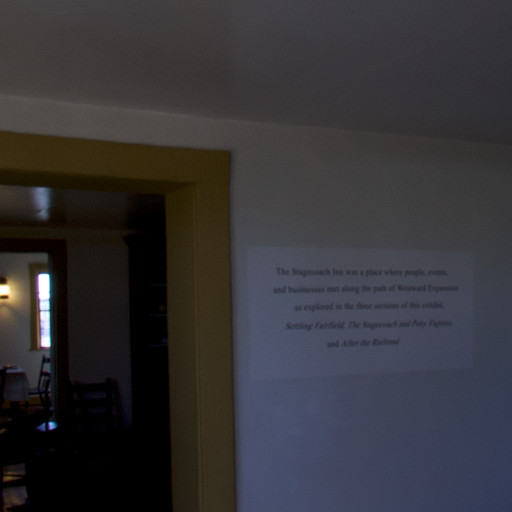 The Stagecoach Inn was a place where people, events,
and businesses met along the path of Westward Expansion
as explored in the three sections of this exhibit,
Settling Fairfield, The Stagecoach and Pony Express
and After the Railroad